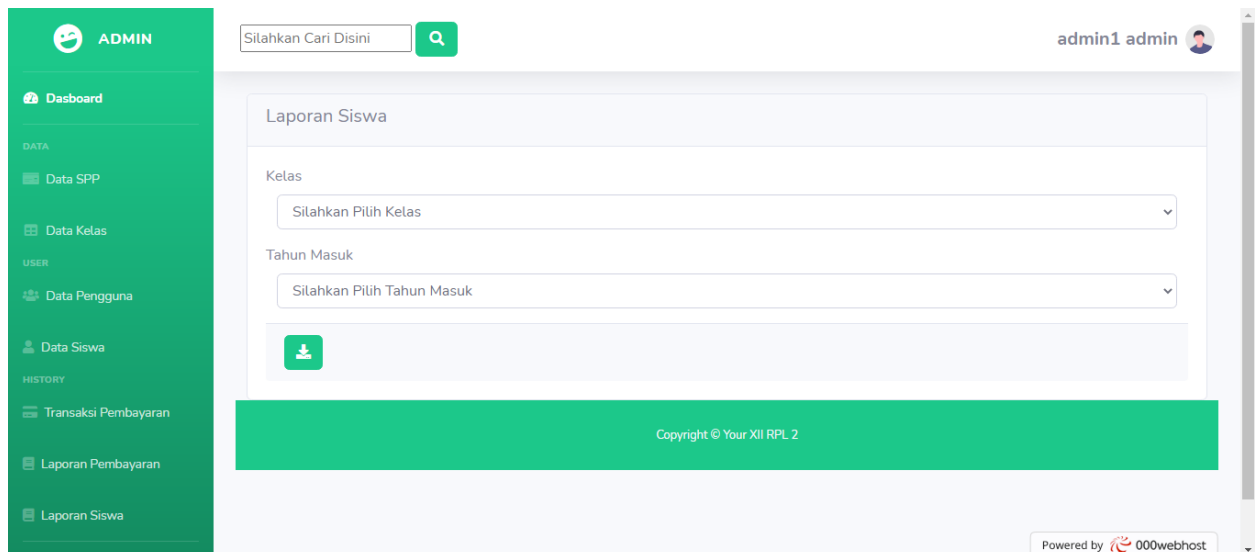 ADMIN
Silahkan Cari Disini
admin1 admin
Dasboard
DATA
Data SPP
Data Kelas
USER
Data Pengguna
Data Siswa
HISTORY
Transaksi Pembayaran
Laporan Pembayaran
Laporan Siswa
Laporan Siswa
Kelas
Silahkan Pilih Kelas
Tahun Masuk
Silahkan Pilih Tahun Masuk
Copyright © Your XII RPL 2
Powered by 000webhost